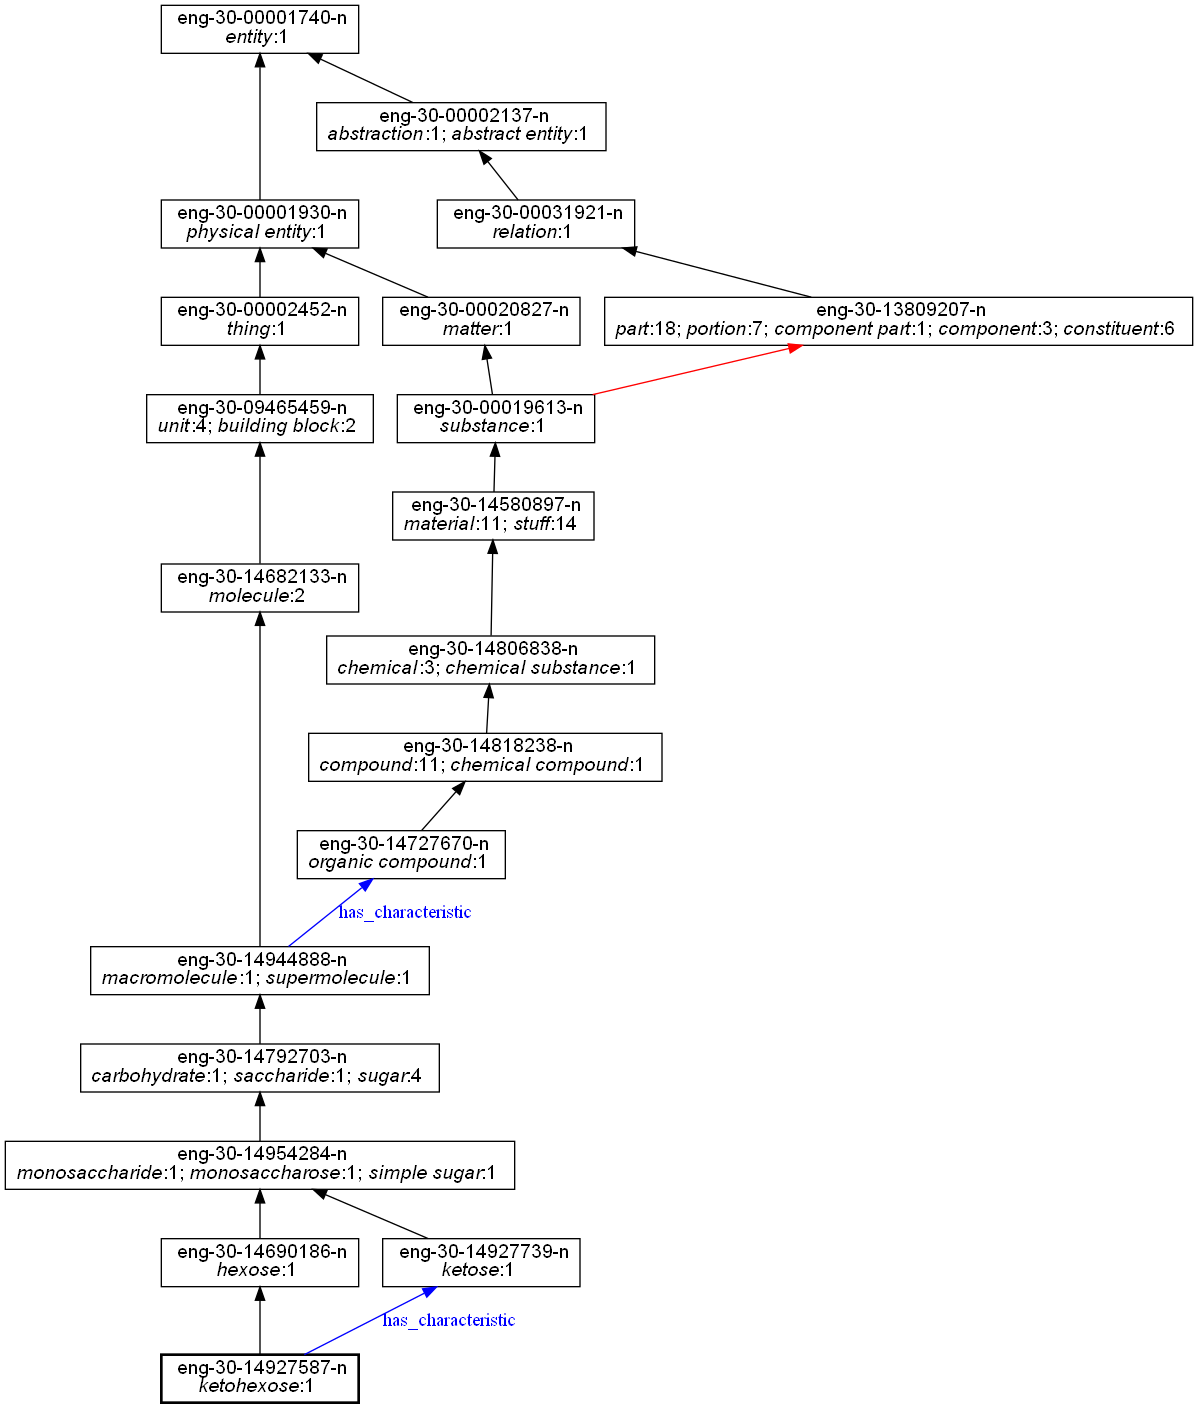 eng-30-00001740-n
entity:1
eng-30-00002137-n
abstraction:1; abstract entity:1
eng-30-00001930-n
physical entity:1
eng-30-00031921-n
relation:1
eng-30-00002452-n
thing:1
eng-30-00020827-n
matter:1
eng-30-13809207-n
part:18; portion:7; component part:1; component:3; constituent:6
eng-30-09465459-n
unit:4; building block:2
eng-30-00019613-n
substance:1
eng-30-14580897-n
material:11; stuff:14
eng-30-14682133-n
molecule:2
eng-30-14806838-n
chemical:3; chemical substance:1
eng-30-14818238-n
compound:11; chemical compound:1
eng-30-14727670-n
organic compound:1
has_characteristic
eng-30-14944888-n
macromolecule:1; supermolecule:1
eng-30-14792703-n
carbohydrate:1; saccharide:1; sugar:4
eng-30-14954284-n
monosaccharide:1; monosaccharose:1; simple sugar:1
eng-30-14690186-n
hexose:1
eng-30-14927739-n
ketose:1
has_characteristic
eng-30-14927587-n
ketohexose:1